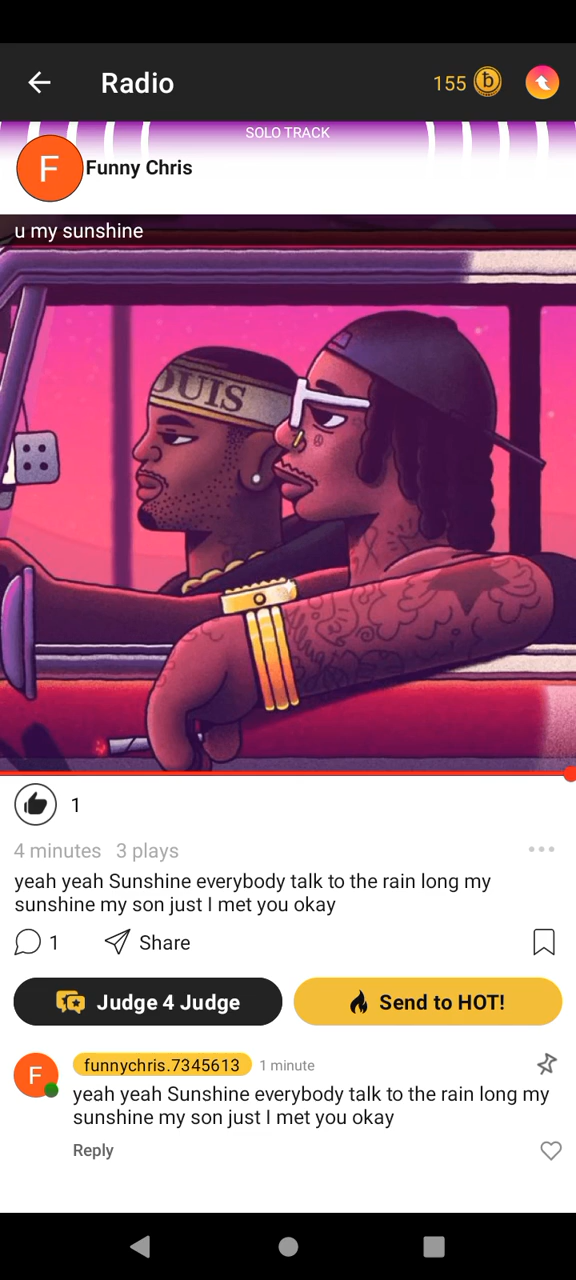 Radio
155
SOLO TRACK
F
Funny Chris
u my sunshine
OUIS
1
4 minutes 3 plays
yeah yeah Sunshine everybody talk to the rain long my
sunshine my son just I met you okay
1 Share
Judge 4 Judge
Send to HOT!
F
funnychris.7345613 1 minute
yeah yeah Sunshine everybody talk to the rain long my
sunshine my son just I met you okay
Reply